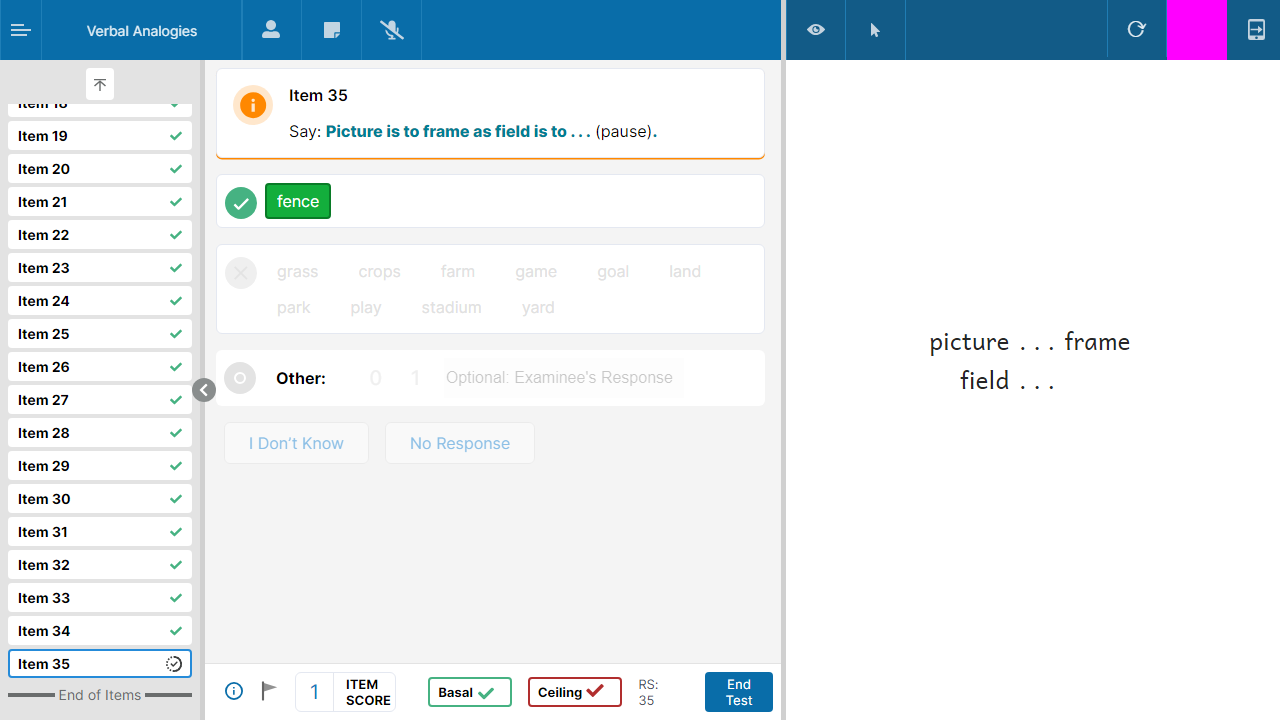 Verbal Analogies
Item 18
Item 19
Item 20
Item 21
Item 22
Item 23
Item 24
Item 25
Item 26
Item 27
Item 28
Item 29
Item 30
Item 31
Item 32
Item 33
Item 34
Item 35
End of Items
Item 35
Say: Picture is to frame as field is to . . . (pause).
fence
grass crops farm game goal land
park play stadium yard
Other: 0 1 Optional: Examinee's Response
I Don't Know No Response
1 ITEM SCORE
Basal
Ceiling
RS:
35
End
Test
picture . . . frame
field . . .